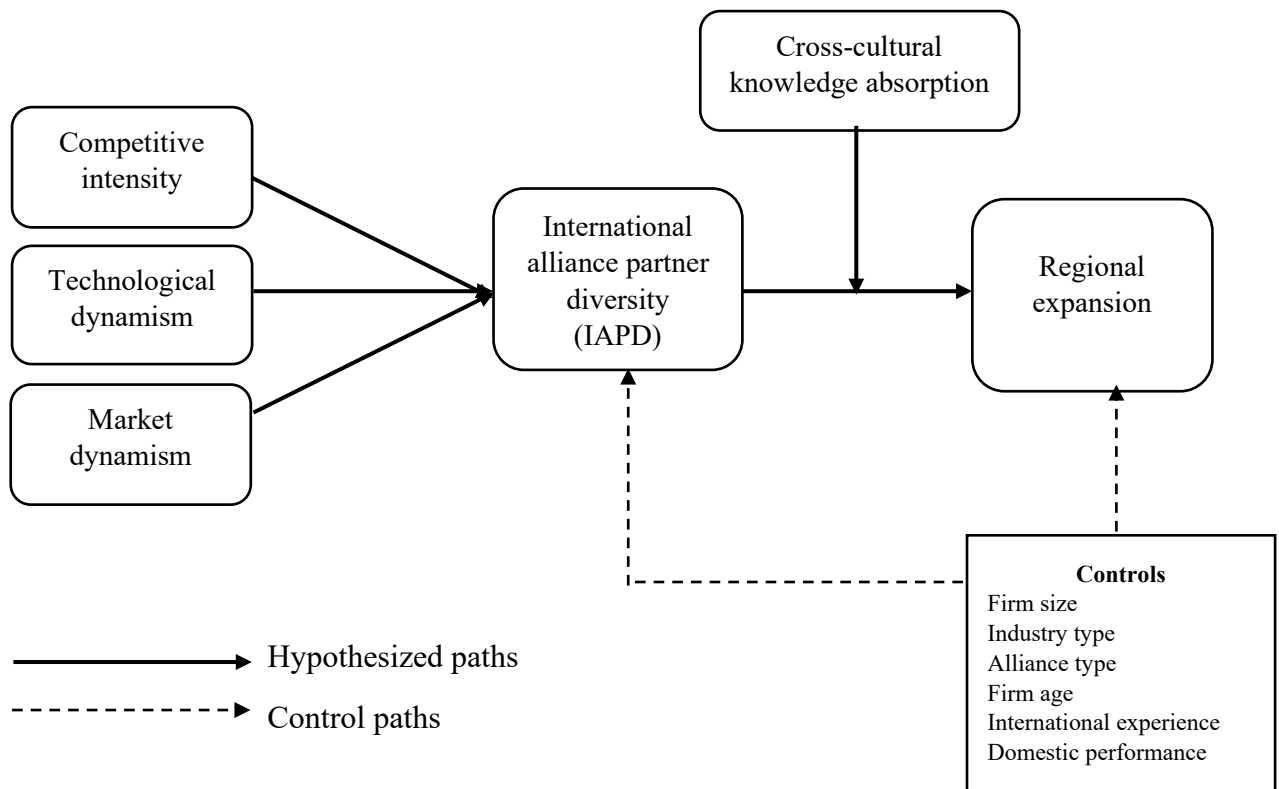 Cross-cultural
knowledge absorption
Competitive
intensity
Technological
dynamism
Market
dynamism
International
alliance partner
diversity
(IAPD)
Regional
expansion
Controls
Firm size
Industry type
Alliance type
Firm age
International experience
Domestic performance
Hypothesized paths
Control paths